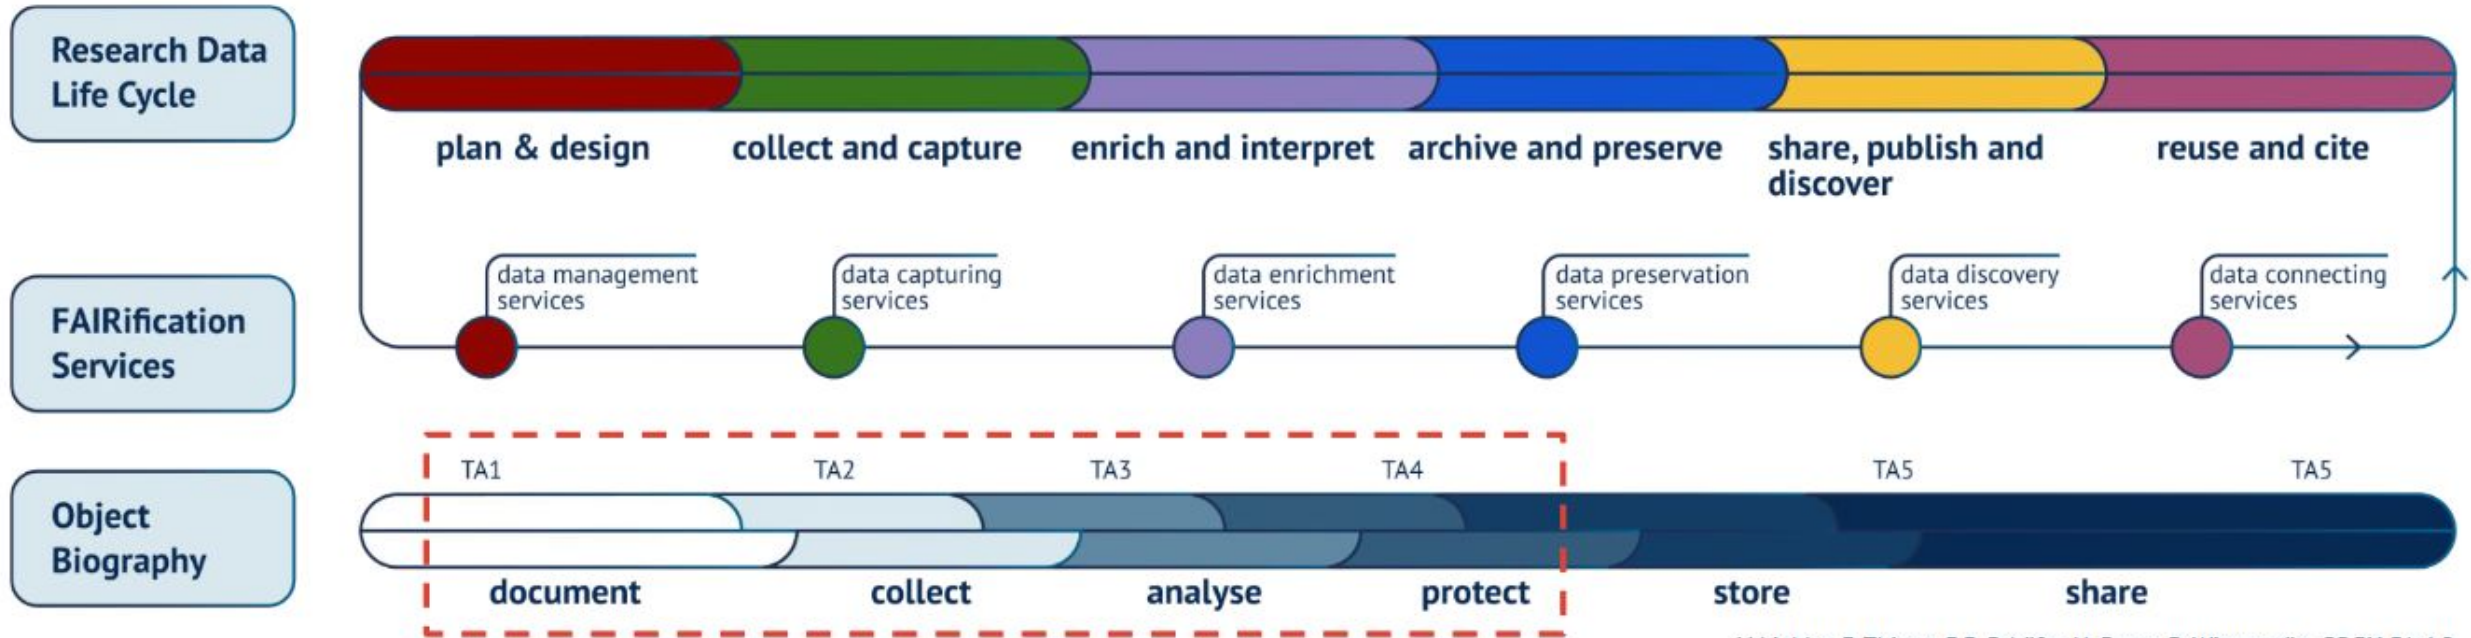 Research Data
Life Cycle
plan & design
collect and capture
enrich and interpret
archive and preserve
share, publish and
discover
reuse and cite
FAIRification
Services
data management
services
data capturing
services
data enrichment
services
data preservation
services
data discovery
services
data connecting
services
Object
Biography
TA1
TA2
TA3
TA4
TA5
TA5
document
collect
analyse
protect
store
share